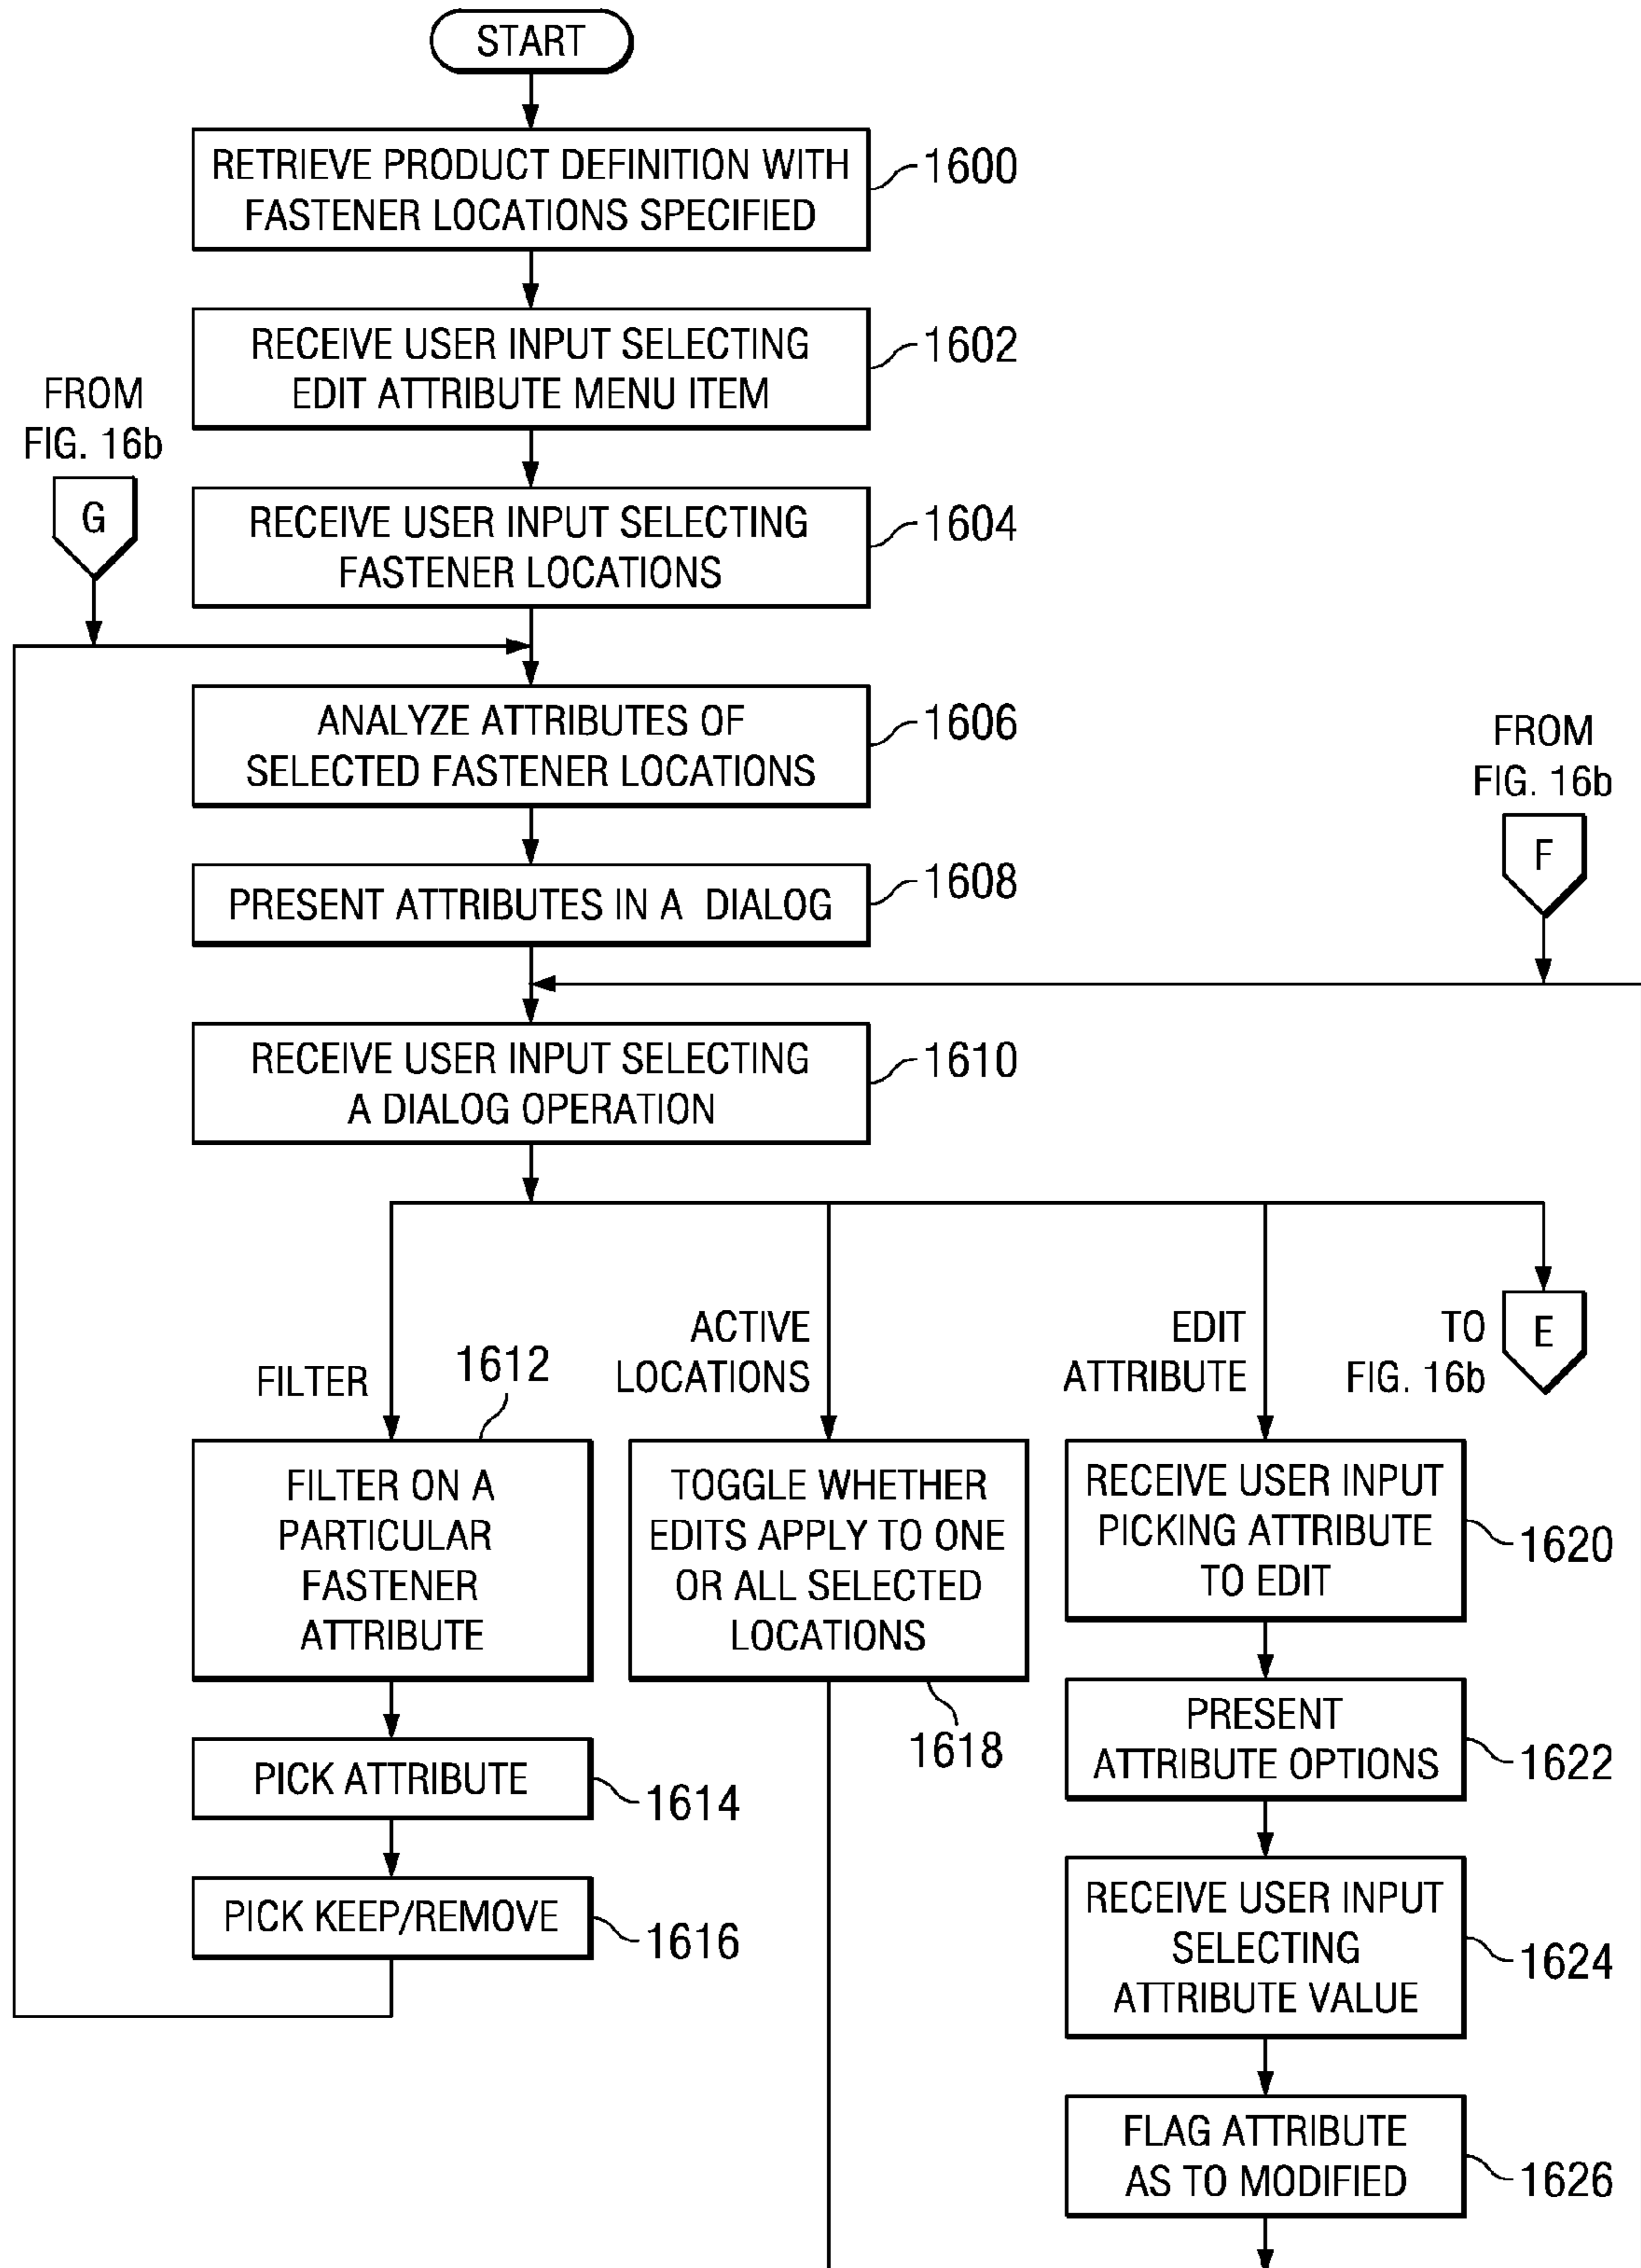 START
RETRIEVE PRODUCT DEFINITION WITH
FASTENER LOCATIONS SPECIFIED
1600
RECEIVE USER INPUT SELECTING
EDIT ATTRIBUTE MENU ITEM
1602
FROM
FIG. 16b
G
RECEIVE USER INPUT SELECTING
FASTENER LOCATIONS
1604
ANALYZE ATTRIBUTES OF
SELECTED FASTENER LOCATIONS
1606
FROM
FIG. 16b
F
PRESENT ATTRIBUTES IN A DIALOG
1608
RECEIVE USER INPUT SELECTING
A DIALOG OPERATION
1610
FILTER
1612
ACTIVE
LOCATIONS
EDIT
ATTRIBUTE
TO
FIG. 16b
E
FILTER ON A
PARTICULAR
FASTENER
ATTRIBUTE
PICK ATTRIBUTE
1614
PICK KEEP/REMOVE
1616
TOGGLE WHETHER
EDITS APPLY TO ONE
OR ALL SELECTED
LOCATIONS
1618
RECEIVE USER INPUT
PICKING ATTRIBUTE
TO EDIT
1620
PRESENT
ATTRIBUTE OPTIONS
1622
RECEIVE USER INPUT
SELECTING
ATTRIBUTE VALUE
1624
FLAG ATTRIBUTE
AS TO MODIFIED
1626